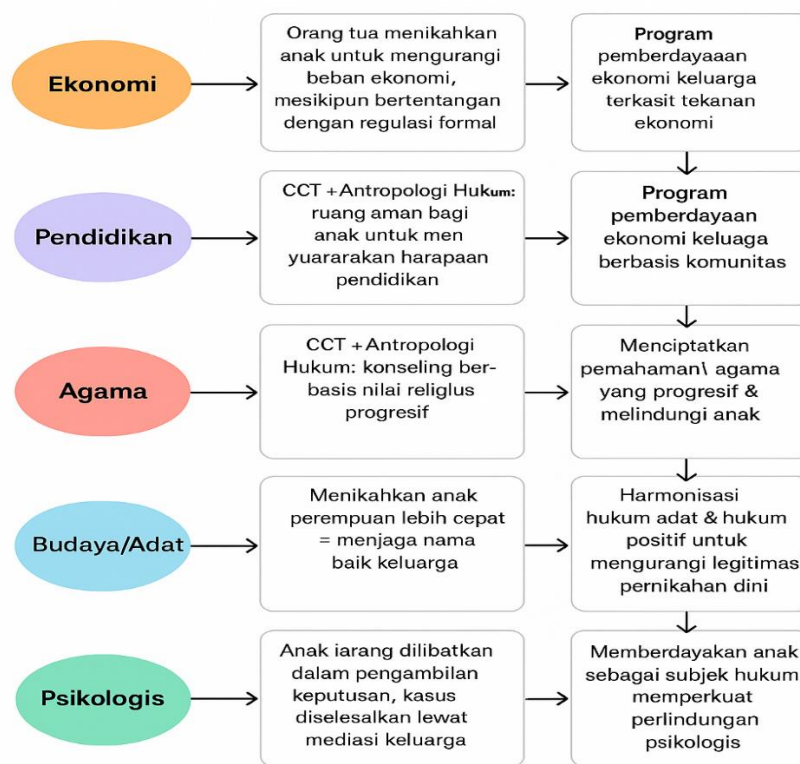 Ekonomi
Orang tua menikahkan
anak untuk mengurangi
beban ekonomi,
mesikipun bertentangan
dengan regulasi formal
Program
pemberdayaaan
ekonomi keluarga
terkasit tekanan
ekonomi
Pendidikan
CCT + Antropologi Hukum:
ruang aman bagi
anak untuk men
yuararakan harapaan
pendidikan
Program
pemberdayaan
ekonomi keluaga
berbasis komunitas
Agama
CCT + Antropologi
Hukum: konseling ber-
basis nilai religlus
progresif
Menciptatkan
pemahaman\ agama
yang progresif &
melindungi anak
Budaya/Adat
Menikahkan anak
perempuan lebih cepat
= menjaga nama
baik keluarga
Harmonisasi
hukum adat & hukum
positif untuk
mengurangi legitimas
pernikahan dini
Psikologis
Anak iarang dilibatkan
dalam pengambilan
keputusan, kasus
diselesalkan lewat
mediasi keluarga
Memberdayakan anak
sebagai subjek hukum
memperkuat
perlindungan
psikologis